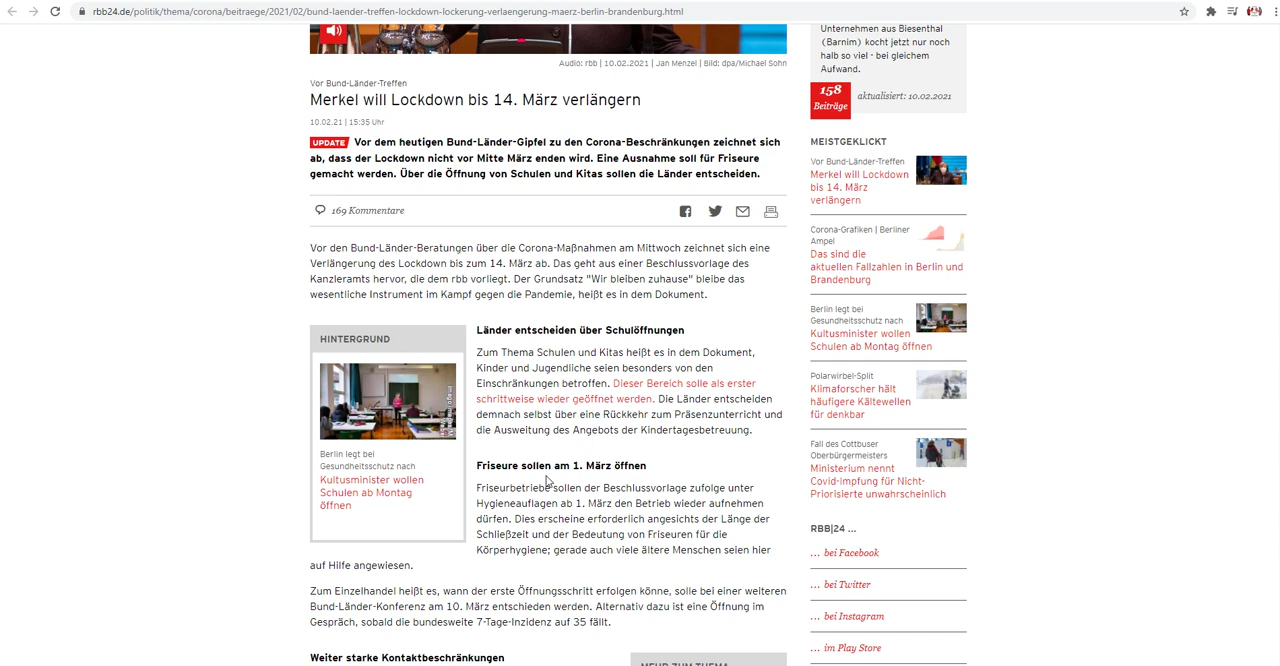 rbb24.de/politik/thema/corona/beitraege/2021/02/bund-laender-treffen-lockdown-lockerung-verlaengerung-maerz-berlin-brandenburg.html
Audio: rbb | 10.02.2021 | Jan Menzel | Bild: dpa/Michael Sohn
Vor Bund-Länder-Treffen
Merkel will Lockdown bis 14. März verlängern
10.02.21 | 15:35 Uhr
UPDATE Vor dem heutigen Bund-Länder-Gipfel zu den Corona-Beschränkungen zeichnet sich
ab, dass der Lockdown nicht vor Mitte März enden wird. Eine Ausnahme soll für Friseure
gemacht werden. Über die Öffnung von Schulen und Kitas sollen die Länder entscheiden.
169 Kommentare
Vor den Bund-Länder-Beratungen über die Corona-Maßnahmen am Mittwoch zeichnet sich eine
Verlängerung des Lockdown bis zum 14. März ab. Das geht aus einer Beschlussvorlage des
Kanzleramts hervor, die dem rbb vorliegt. Der Grundsatz "Wir bleiben zuhause" bleibe das
wesentliche Instrument im Kampf gegen die Pandemie, heißt es in dem Dokument.
HINTERGRUND
Berlin legt bei
Gesundheitsschutz nach
Kultusminister wollen
Schulen ab Montag
öffnen
Länder entscheiden über Schulöffnungen
Zum Thema Schulen und Kitas heißt es in dem Dokument,
Kinder und Jugendliche seien besonders von den
Einschränkungen betroffen. Dieser Bereich solle als erster
schrittweise wieder geöffnet werden. Die Länder entscheiden
demnach selbst über eine Rückkehr zum Präsenzunterricht und
die Ausweitung des Angebots der Kindertagesbetreuung.
Friseure sollen am 1. März öffnen
Friseurbetriebe sollen der Beschlussvorlage zufolge unter
Hygieneauflagen ab 1. März den Betrieb wieder aufnehmen
dürfen. Dies erscheine erforderlich angesichts der Länge der
Schließzeit und der Bedeutung von Friseuren für die
Körperhygiene; gerade auch viele ältere Menschen seien hier
auf Hilfe angewiesen.
Zum Einzelhandel heißt es, wann der erste Öffnungsschritt erfolgen könne, solle bei einer weiteren
Bund-Länder-Konferenz am 10. März entschieden werden. Alternativ dazu ist eine Öffnung im
Gespräch, sobald die bundesweite 7-Tage-Inzidenz auf 35 fällt.
Weiter starke Kontaktbeschränkungen
MEHR ZUM THEMA
Unternehmen aus Biesenthal
(Barnim) kocht jetzt nur noch
halb so viel - bei gleichem
Aufwand.
158
Beiträge
aktualisiert: 10.02.2021
MEISTGEKLICKT
Vor Bund-Länder-Treffen
Merkel will Lockdown
bis 14. März
verlängern
Corona-Grafiken | Berliner
Ampel
Das sind die
aktuellen Fallzahlen in Berlin und
Brandenburg
Berlin legt bei
Gesundheitsschutz nach
Kultusminister wollen
Schulen ab Montag öffnen
Polarwirbel-Split
Klimaforscher hält
häufigere Kältewellen
für denkbar
Fall des Cottbuser
Oberbürgermeisters
Ministerium nennt
Covid-Impfung für Nicht-
Priorisierte unwahrscheinlich
RBB|24 ...
... bei Facebook
... bei Twitter
... bei Instagram
... im Play Store